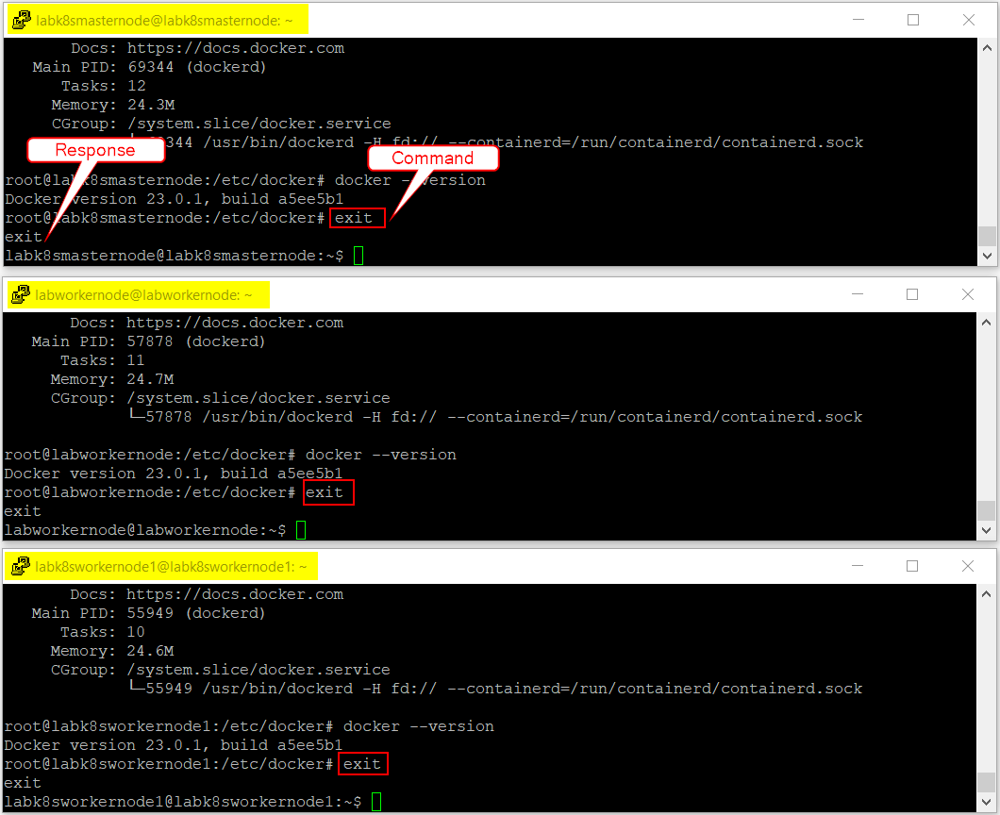 labk8smasternode@labk8smasternode: ~
Docs: https://docs.docker.com
Main PID: 69344 (dockerd)
Tasks: 12
Memory: 24.3M
CGroup: /system.slice/docker.service
344 /usr/bin/dockerd -H fd:// --containerd=/run/containerd/containerd.sock
Response
Command
root@labk8smasternode:/etc/docker# docker --version
Docker version 23.0.1, build a5ee5b1
root@labk8smasternode:/etc/docker# exit
exit
labk8smasternode@labk8smasternode:~$
labworkernode@labworkernode: ~
Docs: https://docs.docker.com
Main PID: 57878 (dockerd)
Tasks: 11
Memory: 24.7M
CGroup: /system.slice/docker.service
└─57878 /usr/bin/dockerd -H fd:// --containerd=/run/containerd/containerd.sock
root@labworkernode:/etc/docker# docker --version
Docker version 23.0.1, build a5ee5b1
root@labworkernode:/etc/docker# exit
exit
labworkernode@labworkernode:~$
labk8sworkernode1@labk8sworkernode1: ~
Docs: https://docs.docker.com
Main PID: 55949 (dockerd)
Tasks: 10
Memory: 24.6M
CGroup: /system.slice/docker.service
└─55949 /usr/bin/dockerd -H fd:// --containerd=/run/containerd/containerd.sock
root@labk8sworkernode1:/etc/docker# docker --version
Docker version 23.0.1, build a5ee5b1
root@labk8sworkernode1:/etc/docker# exit
exit
labk8sworkernode1@labk8sworkernode1:~$